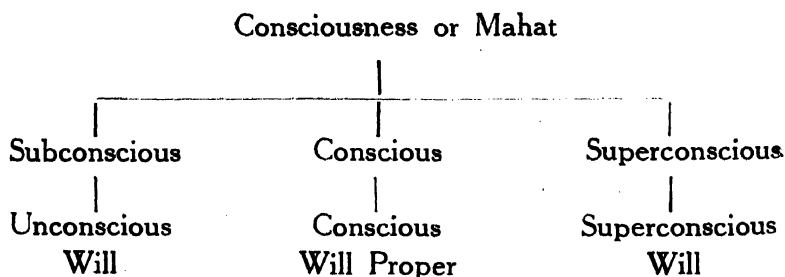 Consciousness or Mahat
Subconscious Conscious Superconscious
Unconscious Conscious Superconscious
Will Will Proper Will